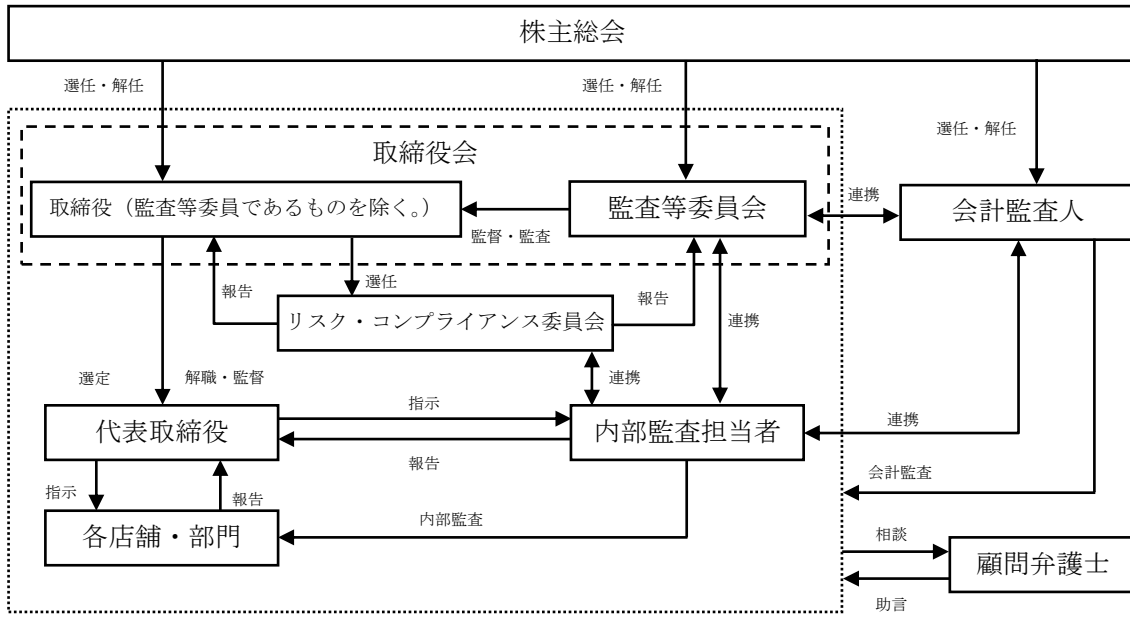 株主総会
選任・解任
選任・解任
選任・解任
取締役会
取締役（監査等委員であるものを除く。）
監査等委員会
連携
会計監査人
監督・監査
報告
選任
報告
リスク・コンプライアンス委員会
連携
選定
解職・監督
連携
代表取締役
指示
内部監査担当者
連携
報告
会計監査
指示
報告
内部監査
各店舗・部門
相談
顧問弁護士
助言